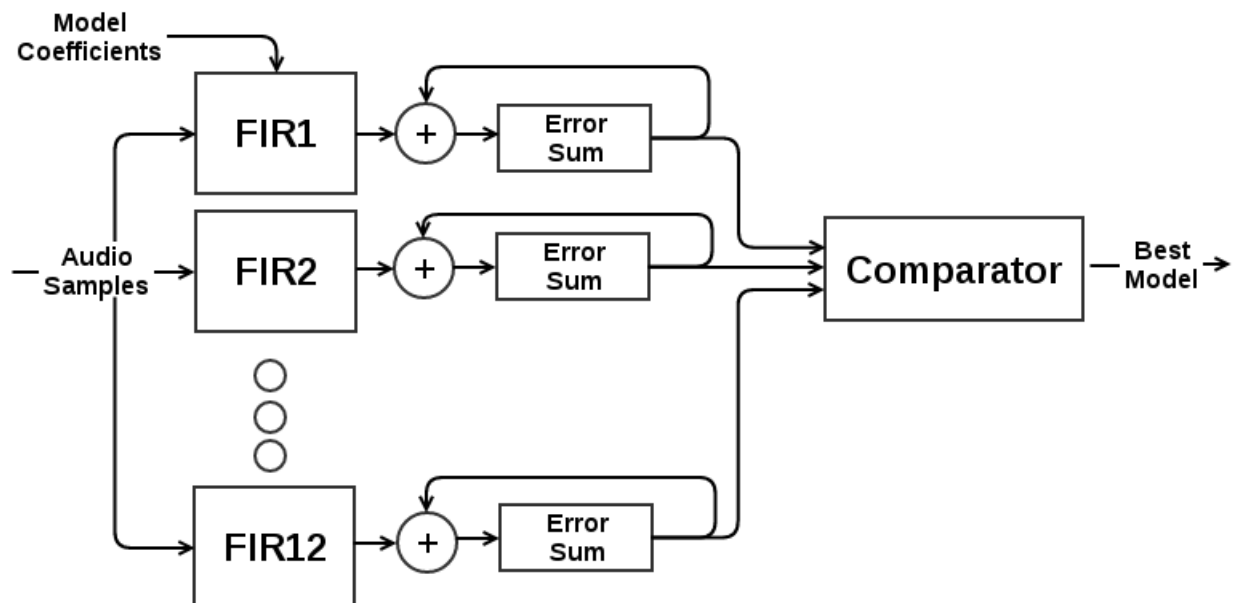 Model
Coefficients
FIR1
+
Error
Sum
Audio
Samples
FIR2
+
Error
Sum
Comparator
Best
Model
FIR12
+
Error
Sum